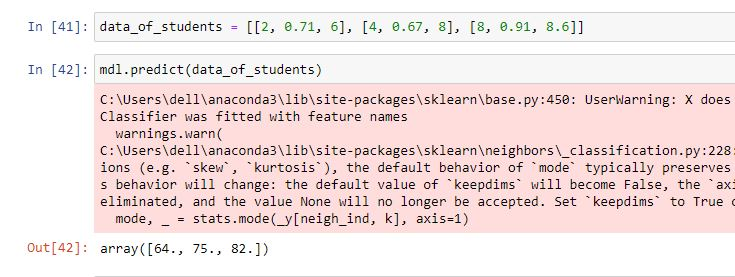 In [41]: data_of_students = [[2, 0.71, 6], [4, 0.67, 8], [8, 0.91, 8.6]]
In [42]: mdl.predict(data_of_students)
C:\Users\dell\anaconda3\lib\site-packages\sklearn\base.py:450: UserWarning: X does
Classifier was fitted with feature names
warnings.warn(
C:\Users\dell\anaconda3\lib\site-packages\sklearn\neighbors\_classification.py:228:
ions (e.g. `skew`, `kurtosis`), the default behavior of `mode` typically preserves
s behavior will change: the default value of `keepdims` will become False, the `axi
eliminated, and the value None will no longer be accepted. Set `keepdims` to True
mode, _ = stats.mode(_y[neigh_ind, k], axis=1)
Out[42]: array([64., 75., 82.])